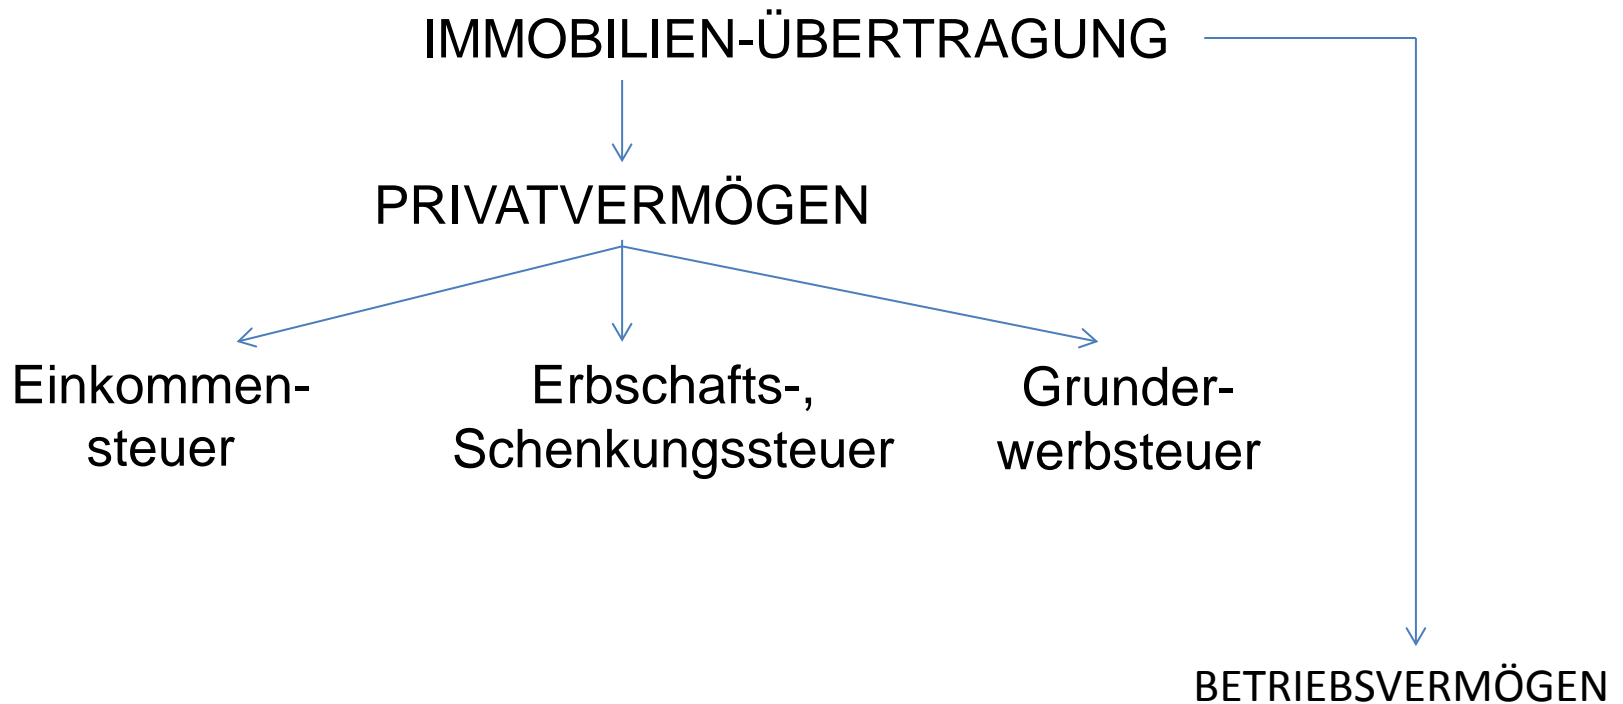 IMMOBILIEN-ÜBERTRAGUNG
PRIVATVERMÖGEN
Einkommen-
steuer
Erbschafts-,
Schenkungssteuer
Grunder-
werbsteuer
BETRIEBSVERMÖGEN